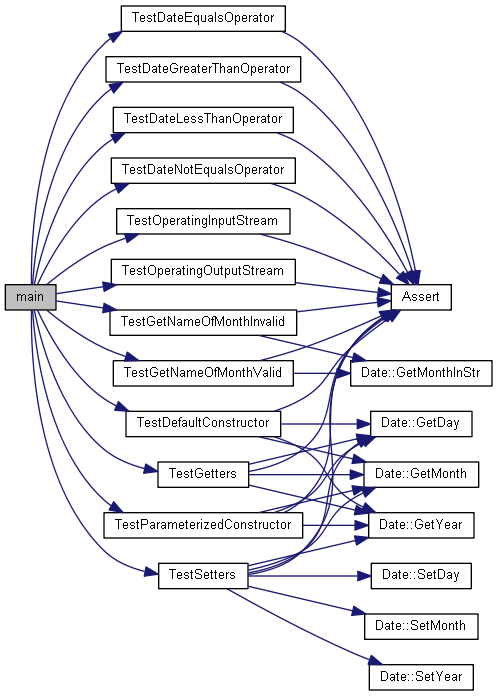 TestDateEqualsOperator
TestDateGreaterThanOperator
TestDateLessThanOperator
TestDateNotEqualsOperator
TestOperatingInputStream
TestOperatingOutputStream
main
Assert
TestGetNameOfMonthInvalid
TestGetNameOfMonthValid
Date::GetMonthInStr
TestDefaultConstructor
Date::GetDay
TestGetters
Date::GetMonth
TestParameterizedConstructor
Date::GetYear
TestSetters
Date::SetDay
Date::SetMonth
Date::SetYear